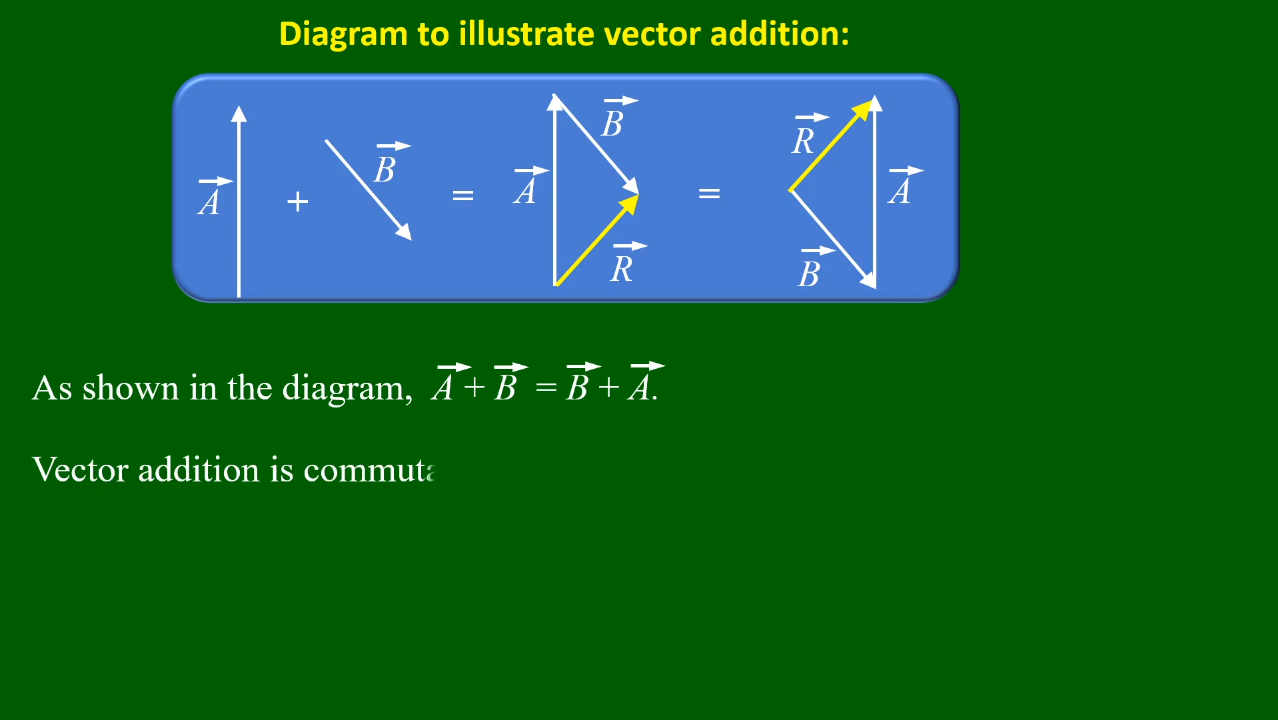 Diagram to illustrate vector addition:
A⃗ + B⃗ = A⃗ B⃗ R⃗ = R⃗ B⃗ A⃗
As shown in the diagram, A⃗ + B⃗ = B⃗ + A⃗.
Vector addition is commuta